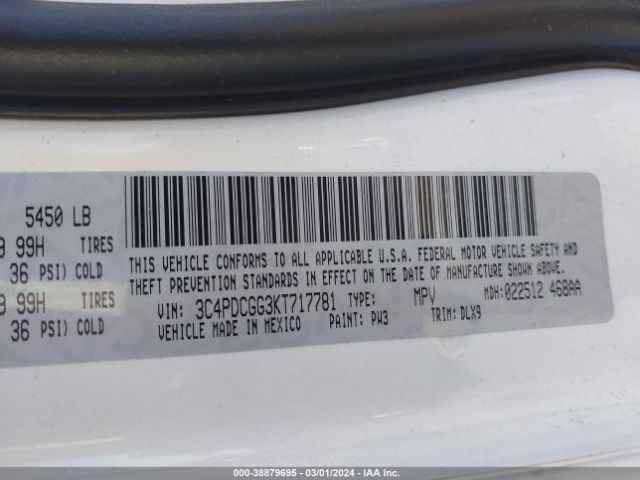 5450 LB
99H TIRES
36 PSI) COLD
99H TIRES
36 PSI) COLD
THIS VEHICLE CONFORMS TO ALL APPLICABLE U.S.A. FEDERAL MOTOR VEHICLE SAFETY AND
THEFT PREVENTION STANDARDS IN EFFECT ON THE DATE OF MANUFACTURE SHOWN ABOVE.
VIN: 3C4PDCGG3KT717781 TYPE: MPV MDH:022512 468AA
VEHICLE MADE IN MEXICO PAINT: PW3 TRIM: DLX9
000-38879695 - 03/01/2024 - IAA Inc.